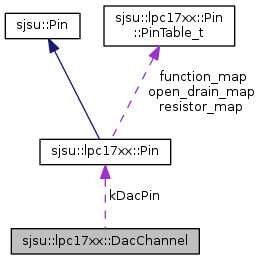 sjsu::Pin
sjsu::lpc17xx::Pin
::PinTable_t
function_map
open_drain_map
resistor_map
sjsu::lpc17xx::Pin
kDacPin
sjsu::lpc17xx::DacChannel